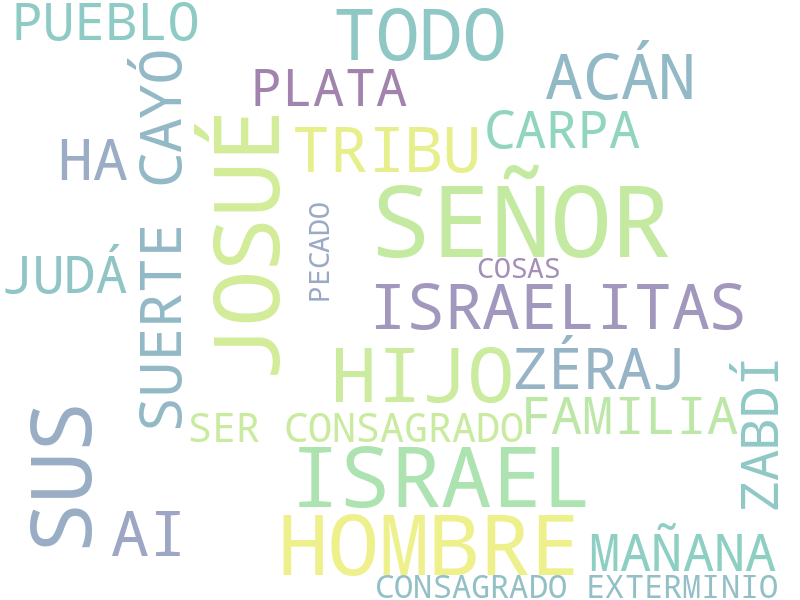 PUEBLO
TODO
PLATA
ACÁN
HA
SUERTE CAYÓ
JOSUÉ
TRIBU
CARPA
SEÑOR
PECADO
JUDÁ
COSAS
ISRAELITAS
HIJO
ZÉRAJ
ZABDÍ
SER CONSAGRADO
FAMILIA
SUS
ISRAEL
AI
HOMBRE
MAÑANA
CONSAGRADO EXTERMINIO